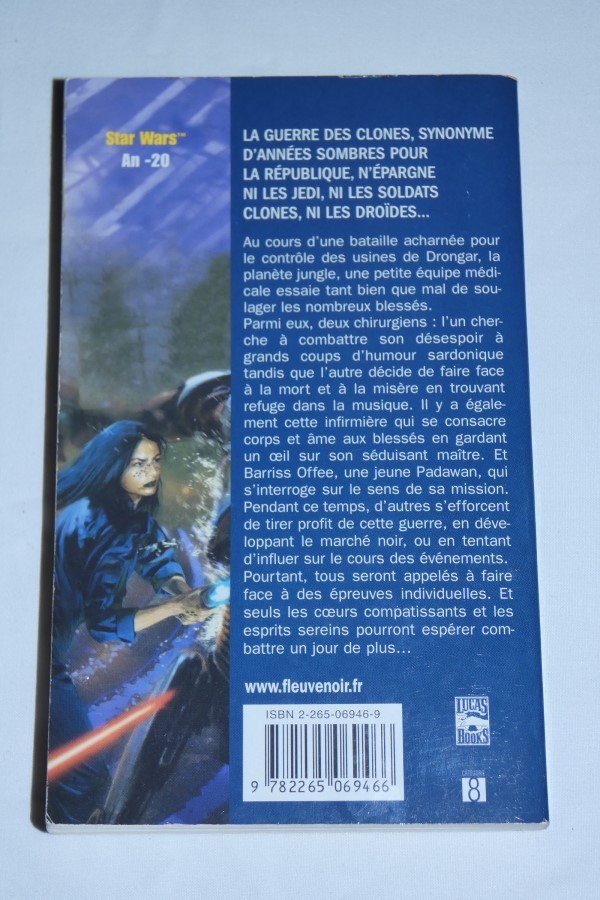 Star Wars™
An -20
LA GUERRE DES CLONES, SYNONYME
D'ANNÉES SOMBRES POUR
LA RÉPUBLIQUE, N'ÉPARGNE
NI LES JEDI, NI LES SOLDATS
CLONES, NI LES DROÏDES...
Au cours d'une bataille acharnée pour
le contrôle des usines de Drongar, la
planète jungle, une petite équipe médi-
cale essaie tant bien que mal de sou-
lager les nombreux blessés.
Parmi eux, deux chirurgiens : l'un cher-
che à combattre son désespoir à
grands coups d'humour sardonique
tandis que l'autre décide de faire face
à la mort et à la misère en trouvant
refuge dans la musique. Il y a égale-
ment cette infirmière qui se consacre
corps et âme aux blessés en gardant
un œil sur son séduisant maître. Et
Barriss Offee, une jeune Padawan, qui
s'interroge sur le sens de sa mission.
Pendant ce temps, d'autres s'efforcent
de tirer profit de cette guerre, en déve-
loppant le marché noir, ou en tentant
d'influer sur le cours des événements.
Pourtant, tous seront appelés à faire
face à des épreuves individuelles. Et
seuls les cœurs compatissants et les
esprits sereins pourront espérer com-
battre un jour de plus...
www.fleuvenoir.fr
ISBN 2-265-06946-9
9 782265 069466
LUCAS
BOOKS
CATÉGORIE
8